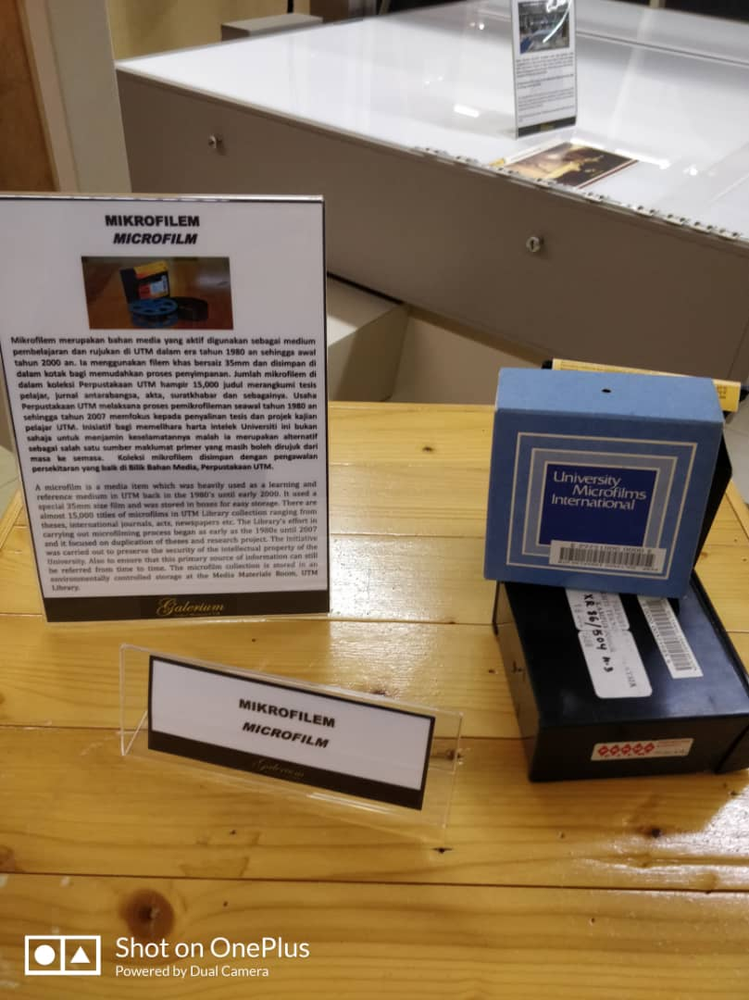 MIKROFILEM
MICROFILM
Mikrofilem merupakan bahan media yang aktif digunakan sebagai medium
pembelajaran dan rujukan di UTM dalam era tahun 1980 an sehingga awal
tahun 2000 an. Ia menggunakan filem khas bersaiz 35mm dan disimpan di
dalam kotak bagi memudahkan proses penyimpanan. Jumlah mikrofilem di
dalam koleksi Perpustakaan UTM hampir 15,000 judul merangkumi tesis
pelajar, jurnal antarabangsa, akta, suratkhabar dan sebagainya. Usaha
Perpustakaan UTM melaksana proses pemikrofileman seawal tahun 1980 an
sehingga tahun 2007 memfokus kepada penyalinan tesis dan projek kajian
pelajar UTM. Inisiatif bagi memelihara harta intelek Universiti ini bukan
sahaja untuk menjamin keselamatannya malah ia merupakan alternatif
sebagai salah satu sumber maklumat primer yang masih boleh dirujuk dari
masa ke semasa. Koleksi mikrofilem disimpan dengan pengawalan
persekitaran yang baik di Bilik Bahan Media, Perpustakaan UTM.
A microfilm is a media item which was heavily used as a learning and
reference medium in UTM back in the 1980's until early 2000. It used a
special 35mm size film and was stored in boxes for easy storage. There are
almost 15,000 titles of microfilms in UTM Library collection ranging from
theses, international journals, acts, newspapers etc. The Library's effort in
carrying out microfilming process began as early as the 1980s until 2007
and it focused on duplication of theses and research project. The Initiative
was carried out to preserve the security of the intellectual property of the
University. Also to ensure that this primary source of information can still
be referred from time to time. The microfilm collection is stored in an
environmentally controlled storage at the Media Materials Room, UTM
Library.
Galerium
University
Microfilms
International
XR 86/504 N.3
MIKROFILEM
MICROFILM
Galerium
Shot on OnePlus
Powered by Dual Camera